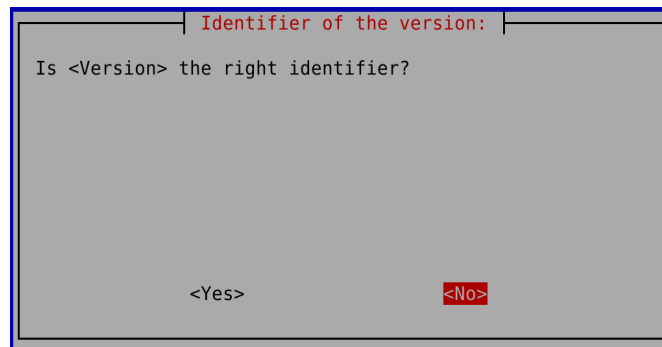 Identifier of the version:
Is <Version> the right identifier?
<Yes> <No>